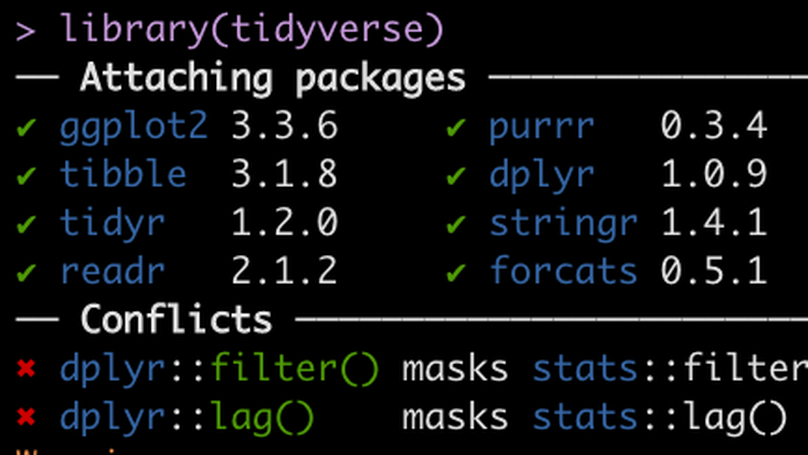 > library(tidyverse)
── Attaching packages ───────────────
✔ ggplot2 3.3.6     ✔ purrr   0.3.4
✔ tibble  3.1.8     ✔ dplyr   1.0.9
✔ tidyr   1.2.0     ✔ stringr 1.4.1
✔ readr   2.1.2     ✔ forcats 0.5.1
── Conflicts ────────────────────────
✖ dplyr::filter() masks stats::filter
✖ dplyr::lag()    masks stats::lag()